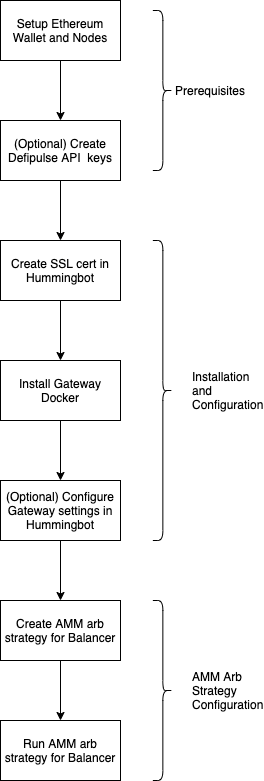 Setup Ethereum
Wallet and Nodes
Prerequisites
(Optional) Create
Defipulse API keys
Create SSL cert in
Hummingbot
Install Gateway
Docker
Installation
and
Configuration
(Optional) Configure
Gateway settings in
Hummingbot
Create AMM arb
strategy for Balancer
AMM Arb
Strategy
Configuration
Run AMM arb
strategy for Balancer